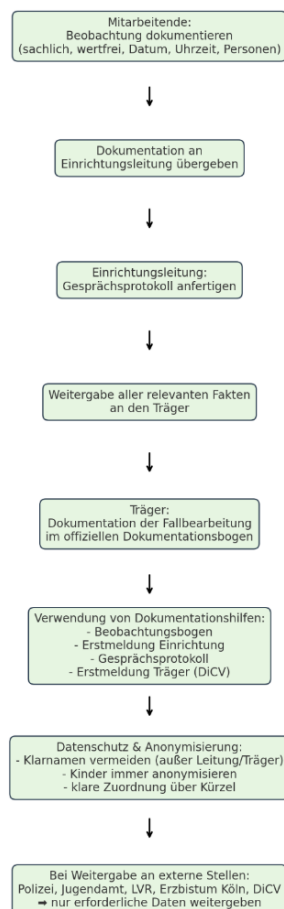 Mitarbeitende:
Beobachtung dokumentieren
(sachlich, wertfrei, Datum, Uhrzeit, Personen)
Dokumentation an
Einrichtungsleitung übergeben
Einrichtungsleitung:
Gesprächsprotokoll anfertigen
Weitergabe aller relevanten Fakten
an den Träger
Träger:
Dokumentation der Fallbearbeitung
im offiziellen Dokumentationsbogen
Verwendung von Dokumentationshilfen:
- Beobachtungsbogen
- Erstmeldung Einrichtung
- Gesprächsprotokoll
- Erstmeldung Träger (DiCV)
Datenschutz & Anonymisierung:
- Klarnamen vermeiden (außer Leitung/Träger)
- Kinder immer anonymisieren
- klare Zuordnung über Kürzel
Bei Weitergabe an externe Stellen:
Polizei, Jugendamt, LVR, Erzbistum Köln, DiCV
➡ nur erforderliche Daten weitergeben